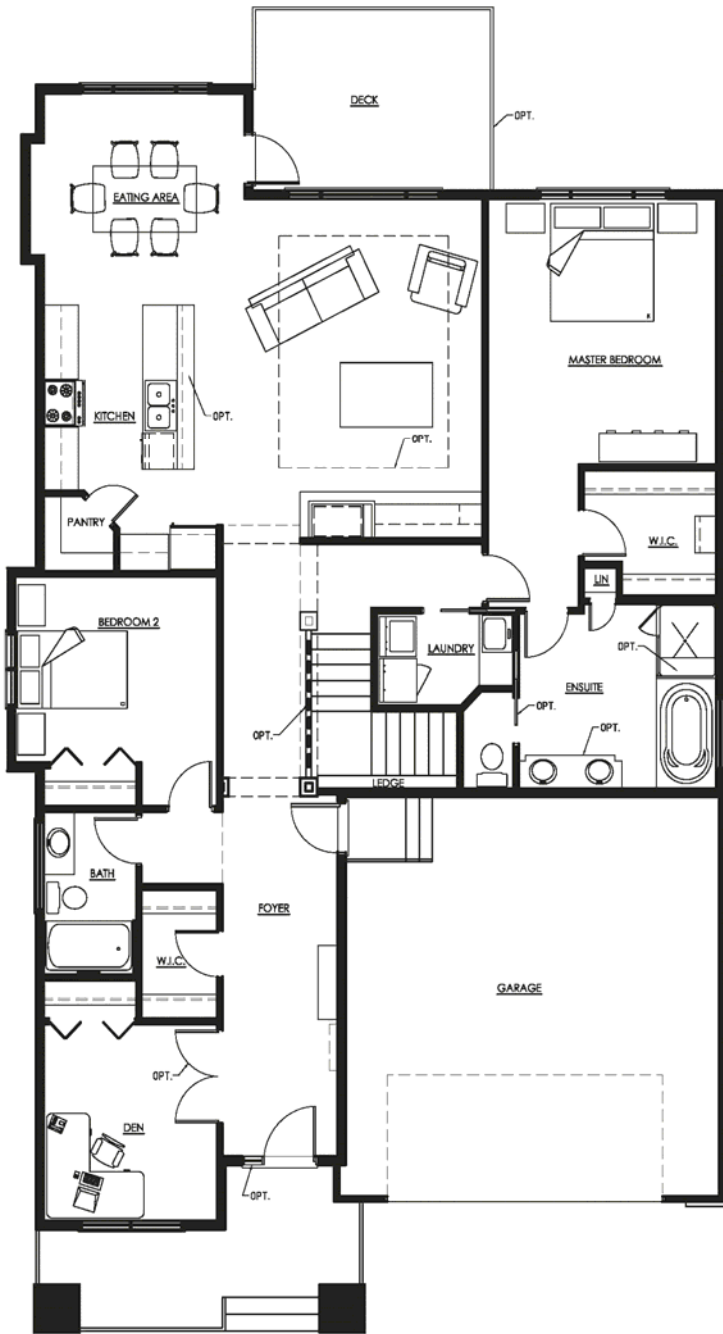 DECK
OPT.
EATING AREA
MASTER BEDROOM
KITCHEN
OPT.
OPT.
PANTRY
W.I.C.
LIN
BEDROOM 2
LAUNDRY
OPT.
ENSUITE
OPT.
OPT.
OPT.
LEDGE
BATH
FOYER
W.I.C.
GARAGE
OPT.
DEN
OPT.